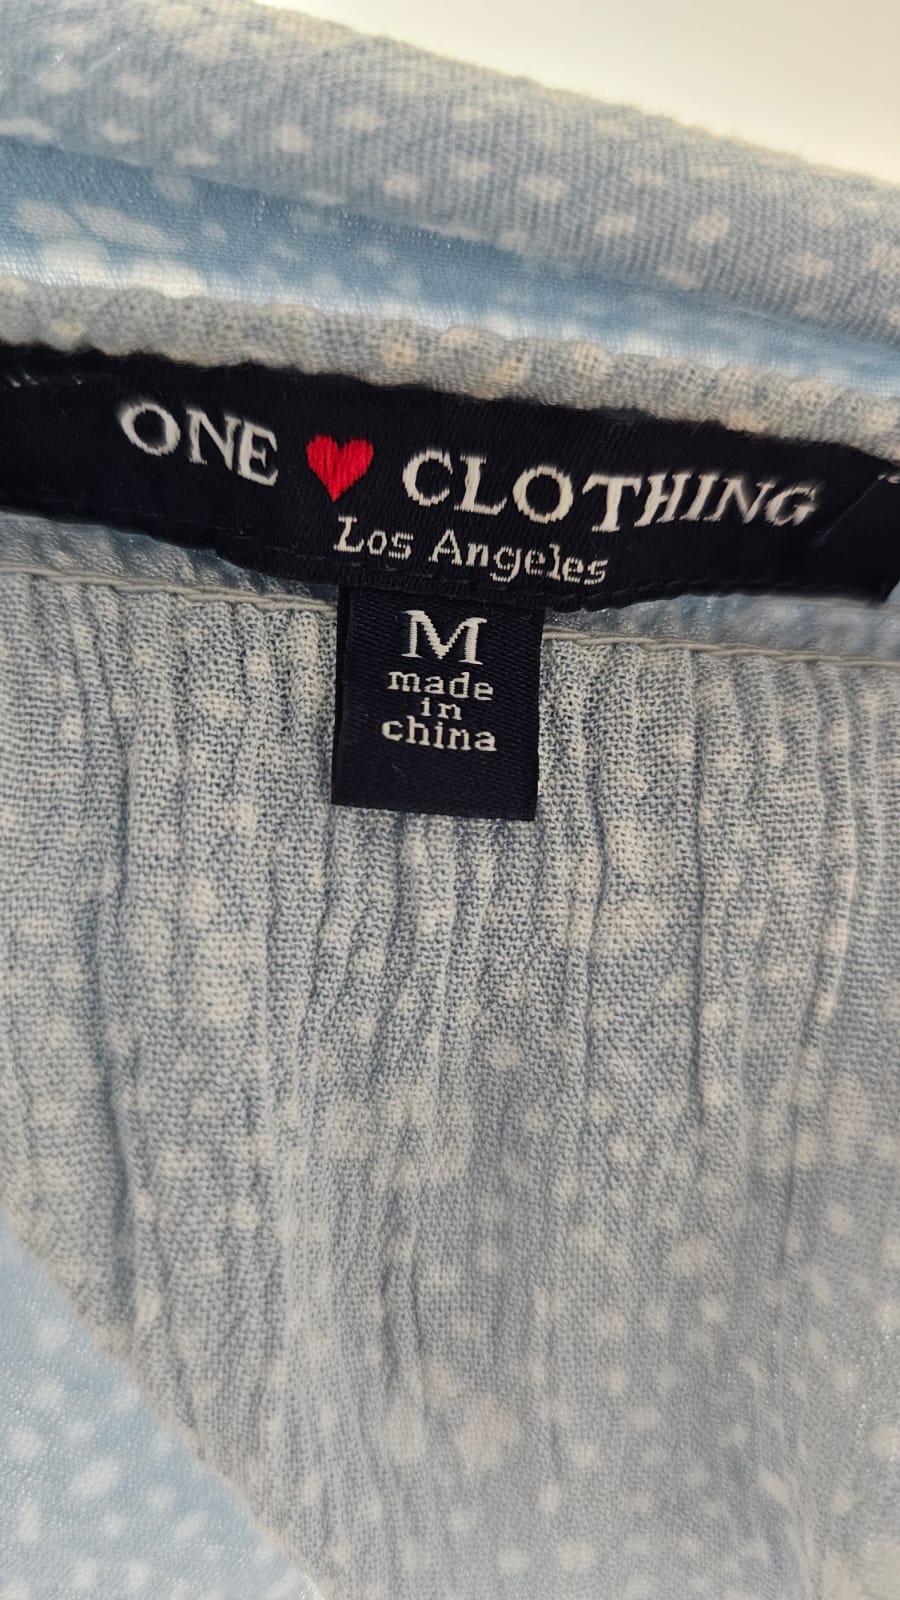 ONE ❤ CLOTHING
Los Angeles
M
made
in
china